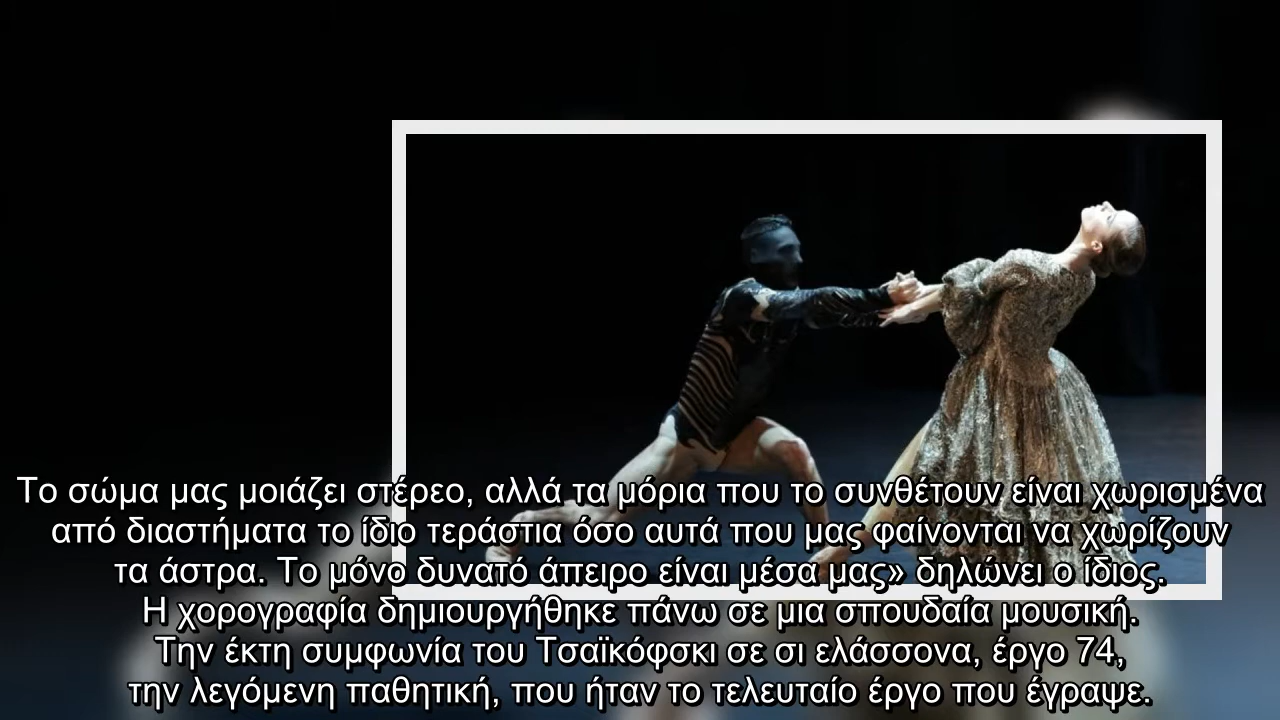 Το σώμα μας μοιάζει στέρεο, αλλά τα μόρια που το συνθέτουν είναι χωρισμένα
από διαστήματα το ίδιο τεράστια όσο αυτά που μας φαίνονται να χωρίζουν
τα άστρα. Το μόνο δυνατό άπειρο είναι μέσα μας» δηλώνει ο ίδιος.
Η χορογραφία δημιουργήθηκε πάνω σε μια σπουδαία μουσική.
Την έκτη συμφωνία του Τσαϊκόφσκι σε σι ελάσσονα, έργο 74,
την λεγόμενη παθητική, που ήταν το τελευταίο έργο που έγραψε.